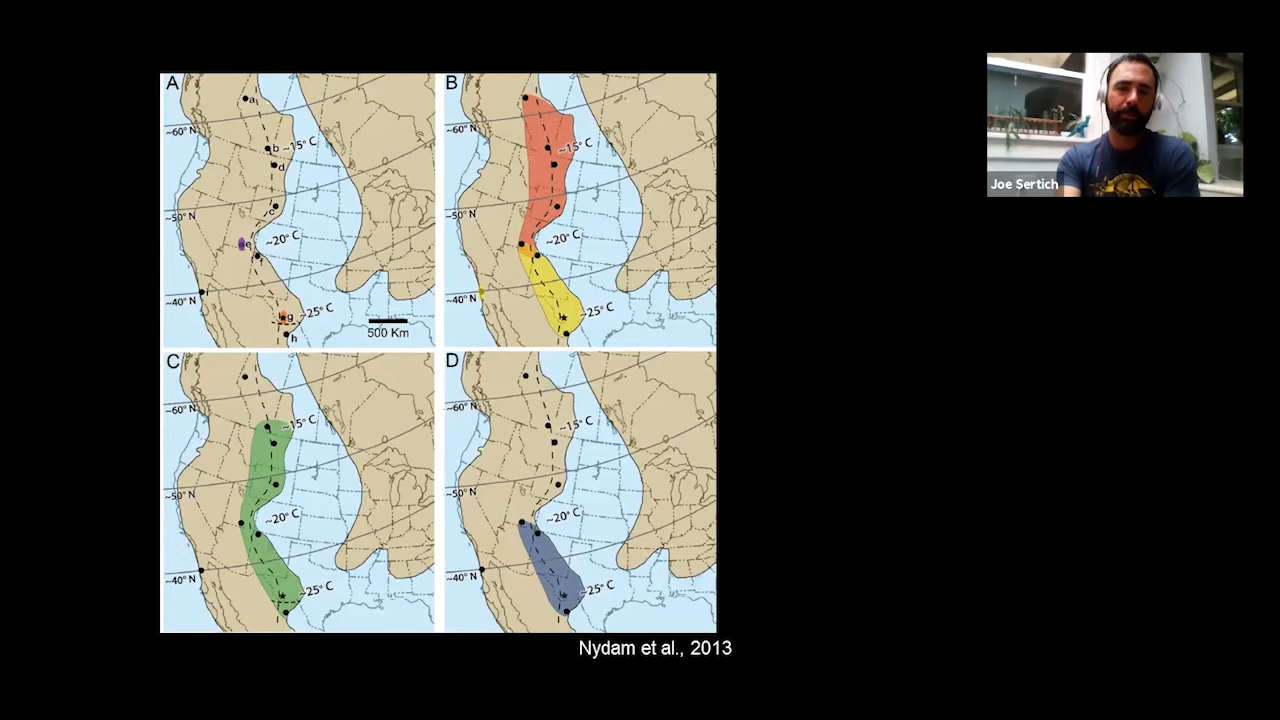 A
a
~60° N
b ~15° C
d
c
~50° N
e ~20° C
f
i
~40° N
g ~25° C
500 Km
h
B
~60° N
~15° C
~50° N
~20° C
~40° N
~25° C
C
~60° N
~15° C
~50° N
~20° C
~40° N
~25° C
D
~60° N
~15° C
~50° N
~20° C
~40° N
~25° C
Nydam et al., 2013
Joe Sertich